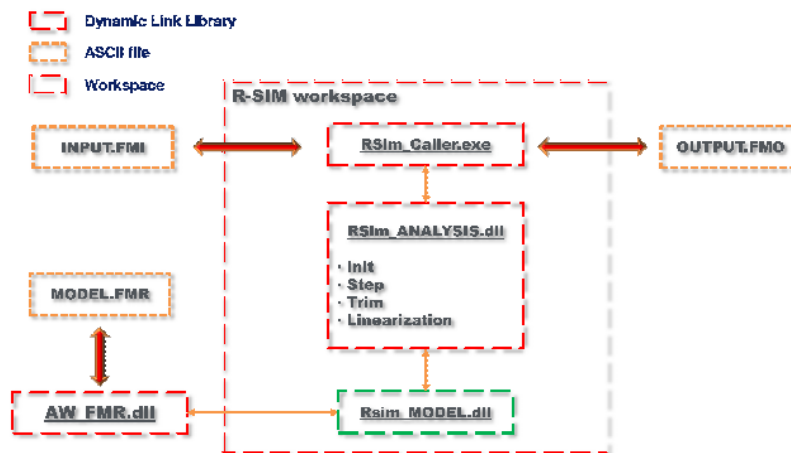 Dynamic Link Library
ASCII file
Workspace
R-SIM workspace
INPUT.FMI
RSim_Caller.exe
OUTPUT.FMO
RSim_ANALYSIS.dll
· Init
· Step
· Trim
· Linearization
MODEL.FMR
AW_FMR.dll
Rsim_MODEL.dll